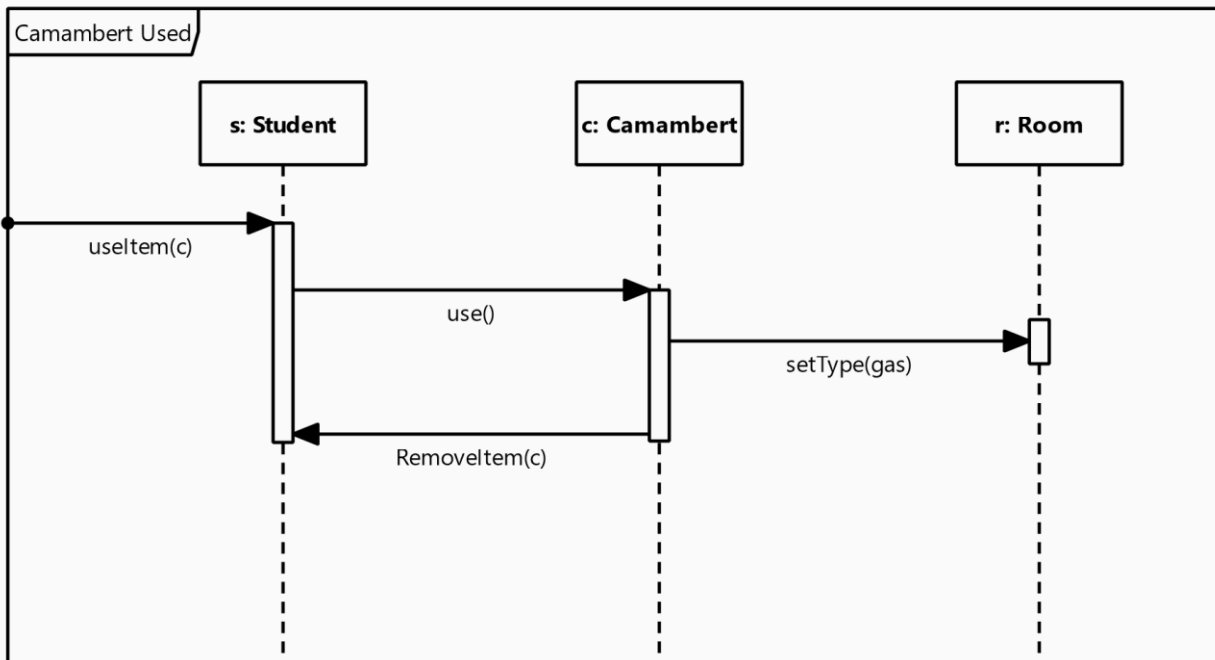 Camambert Used
s: Student
c: Camambert
r: Room
useItem(c)
use()
setType(gas)
RemoveItem(c)